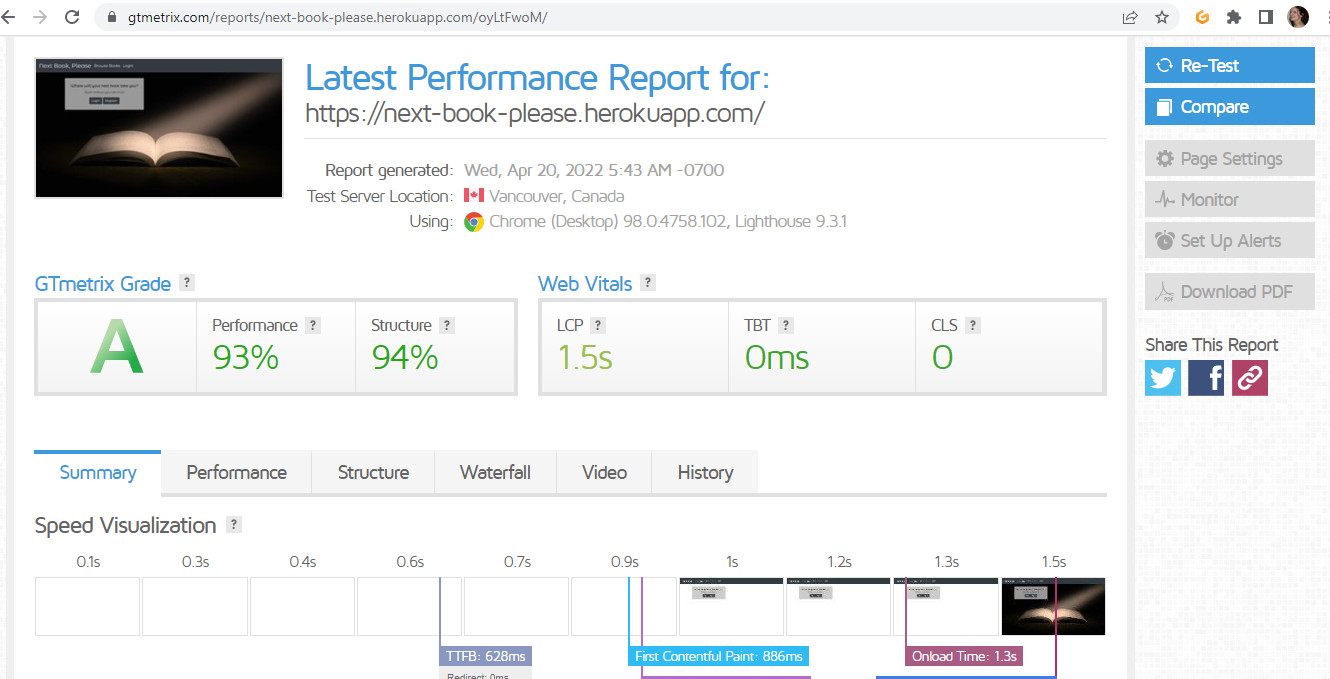 gtmetrix.com/reports/next-book-please.herokuapp.com/oyLtFwoM/
Next Book, Please Browse Books Login
Latest Performance Report for:
https://next-book-please.herokuapp.com/
Report generated: Wed, Apr 20, 2022 5:43 AM -0700
Test Server Location: Vancouver, Canada
Using: Chrome (Desktop) 98.0.4758.102, Lighthouse 9.3.1
Re-Test
Compare
Page Settings
Monitor
Set Up Alerts
Download PDF
Share This Report
GTmetrix Grade ?
Web Vitals ?
A
Performance ?
93%
Structure ?
94%
LCP ?
1.5s
TBT ?
0ms
CLS ?
0
Summary Performance Structure Waterfall Video History
Speed Visualization ?
0.1s 0.3s 0.4s 0.6s 0.7s 0.9s 1s 1.2s 1.3s 1.5s
TTFB: 628ms First Contentful Paint: 886ms Onload Time: 1.3s
Redirect: 0ms